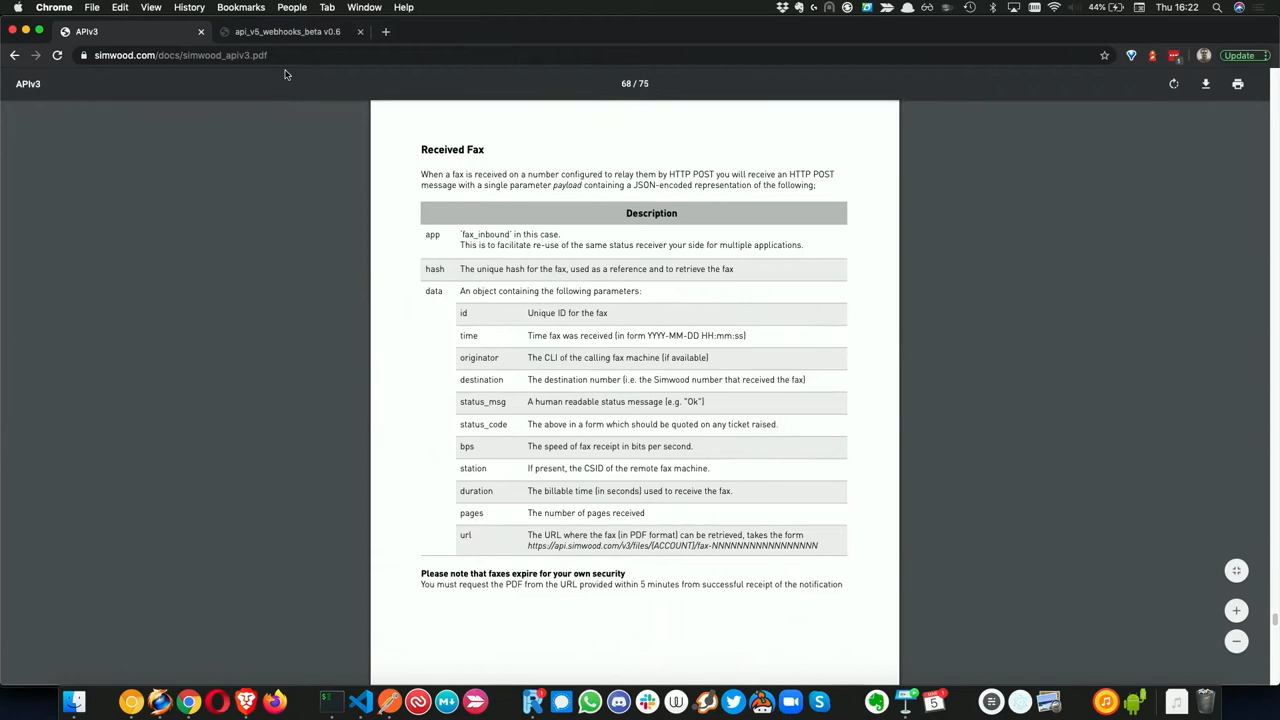 Chrome File Edit View History Bookmarks People Tab Window Help 44% Thu 16:22
APIv3 api_v5_webhooks_beta v0.6
simwood.com/docs/simwood_apiv3.pdf Update
APIv3 68 / 75
Received Fax
When a fax is received on a number configured to relay them by HTTP POST you will receive an HTTP POST
message with a single parameter payload containing a JSON-encoded representation of the following;
Description
app 'fax_inbound' in this case.
This is to facilitate re-use of the same status receiver your side for multiple applications.
hash The unique hash for the fax, used as a reference and to retrieve the fax
data An object containing the following parameters:
id Unique ID for the fax
time Time fax was received (in form YYYY-MM-DD HH:mm:ss)
originator The CLI of the calling fax machine (if available)
destination The destination number (i.e. the Simwood number that received the fax)
status_msg A human readable status message (e.g. "Ok")
status_code The above in a form which should be quoted on any ticket raised.
bps The speed of fax receipt in bits per second.
station If present, the CSID of the remote fax machine.
duration The billable time (in seconds) used to receive the fax.
pages The number of pages received
url The URL where the fax (in PDF format) can be retrieved, takes the form
https://api.simwood.com/v3/files/{ACCOUNT}/fax-NNNNNNNNNNNNNNNNN
Please note that faxes expire for your own security
You must request the PDF from the URL provided within 5 minutes from successful receipt of the notification